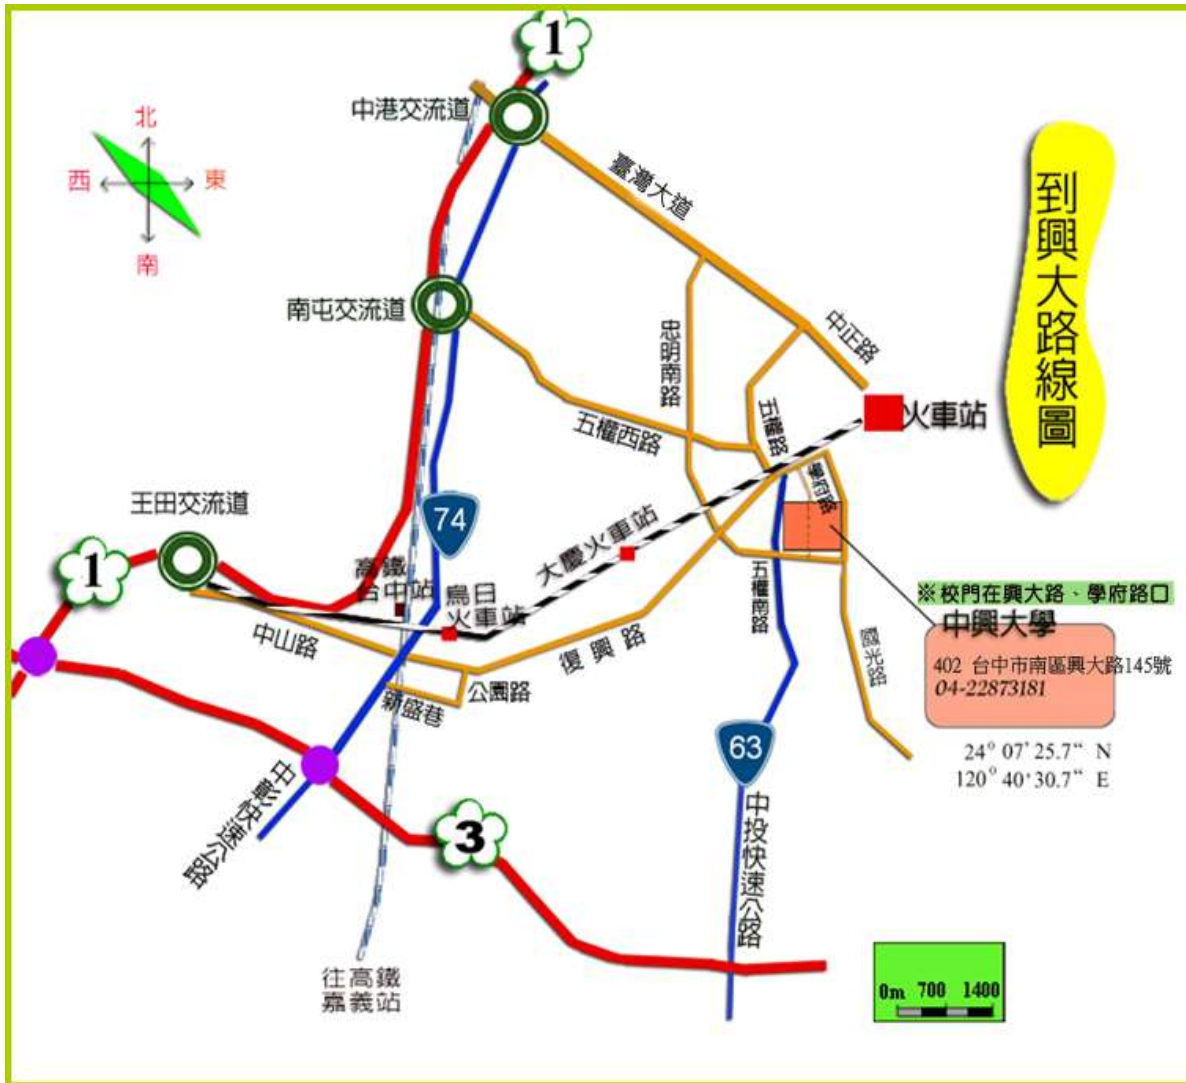 1
中港交流道
北
西
東
南
臺灣大道
到興大路線圖
南屯交流道
忠明南路
中正路
五權西路
五權路
火車站
學府路
王田交流道
74
大慶火車站
1
高鐵
台中站
烏日
火車站
五權南路
※校門在興大路、學府路口
中興大學
402 台中市南區興大路145號
04-22873181
中山路
復興路
國光路
公園路
新盛巷
24° 07' 25.7“ N
120° 40' 30.7“ E
63
中彰快速公路
3
中投快速公路
往高鐵
嘉義站
0m 700 1400